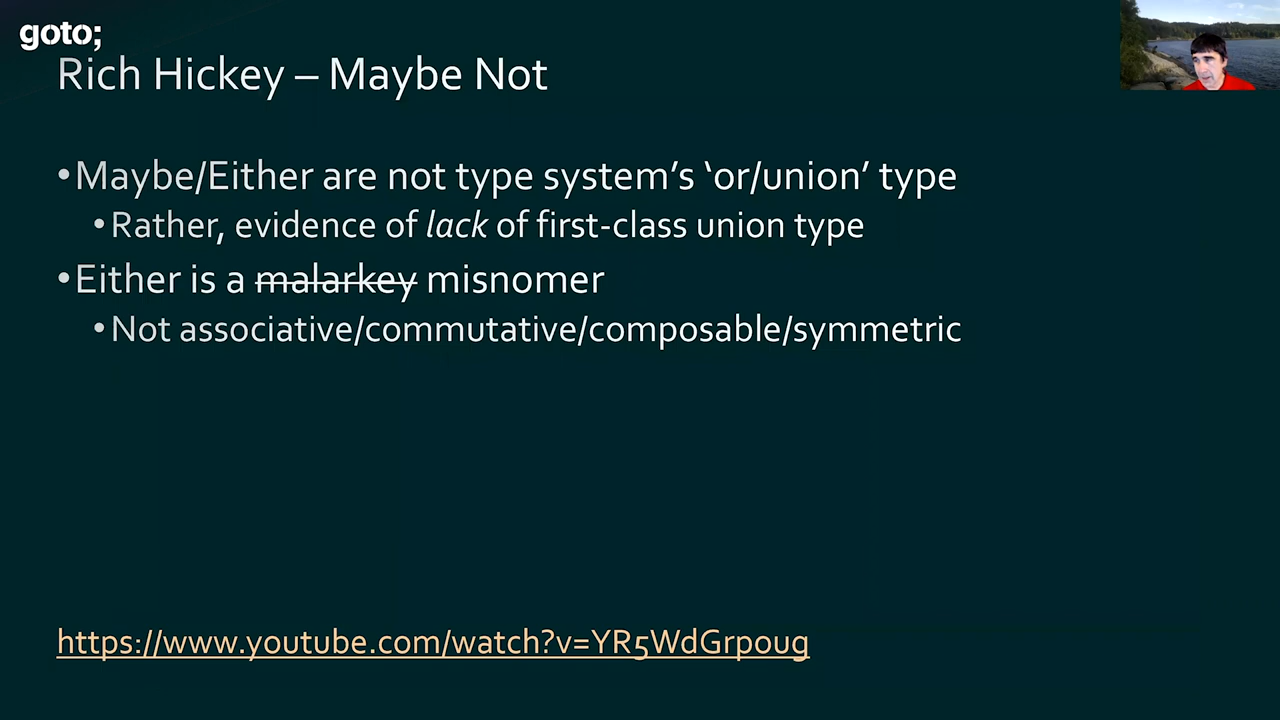 goto;
Rich Hickey – Maybe Not
•Maybe/Either are not type system’s ‘or/union’ type
•Rather, evidence of lack of first-class union type
•Either is a malarkey misnomer
•Not associative/commutative/composable/symmetric
https://www.youtube.com/watch?v=YR5WdGrpoug